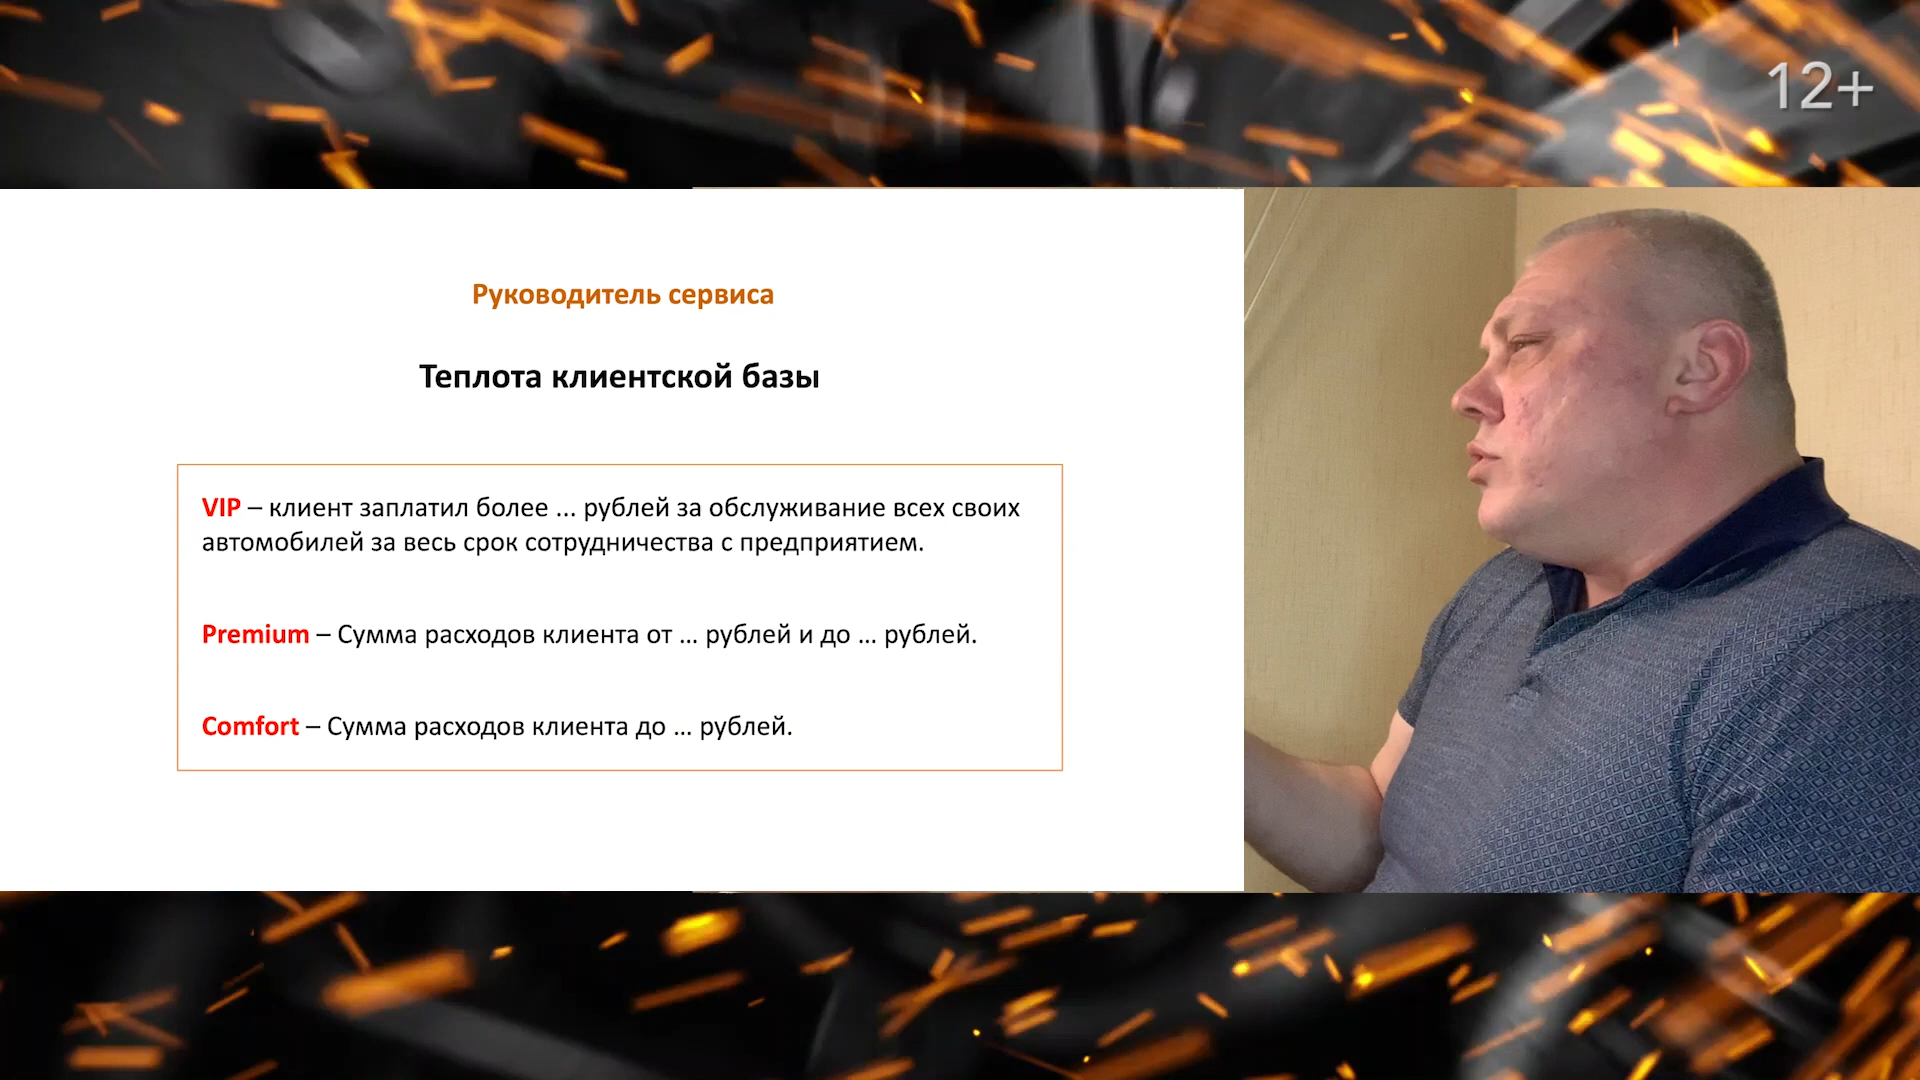 12+
Руководитель сервиса
Теплота клиентской базы
VIP – клиент заплатил более ... рублей за обслуживание всех своих
автомобилей за весь срок сотрудничества с предприятием.
Premium – Сумма расходов клиента от ... рублей и до ... рублей.
Comfort – Сумма расходов клиента до ... рублей.